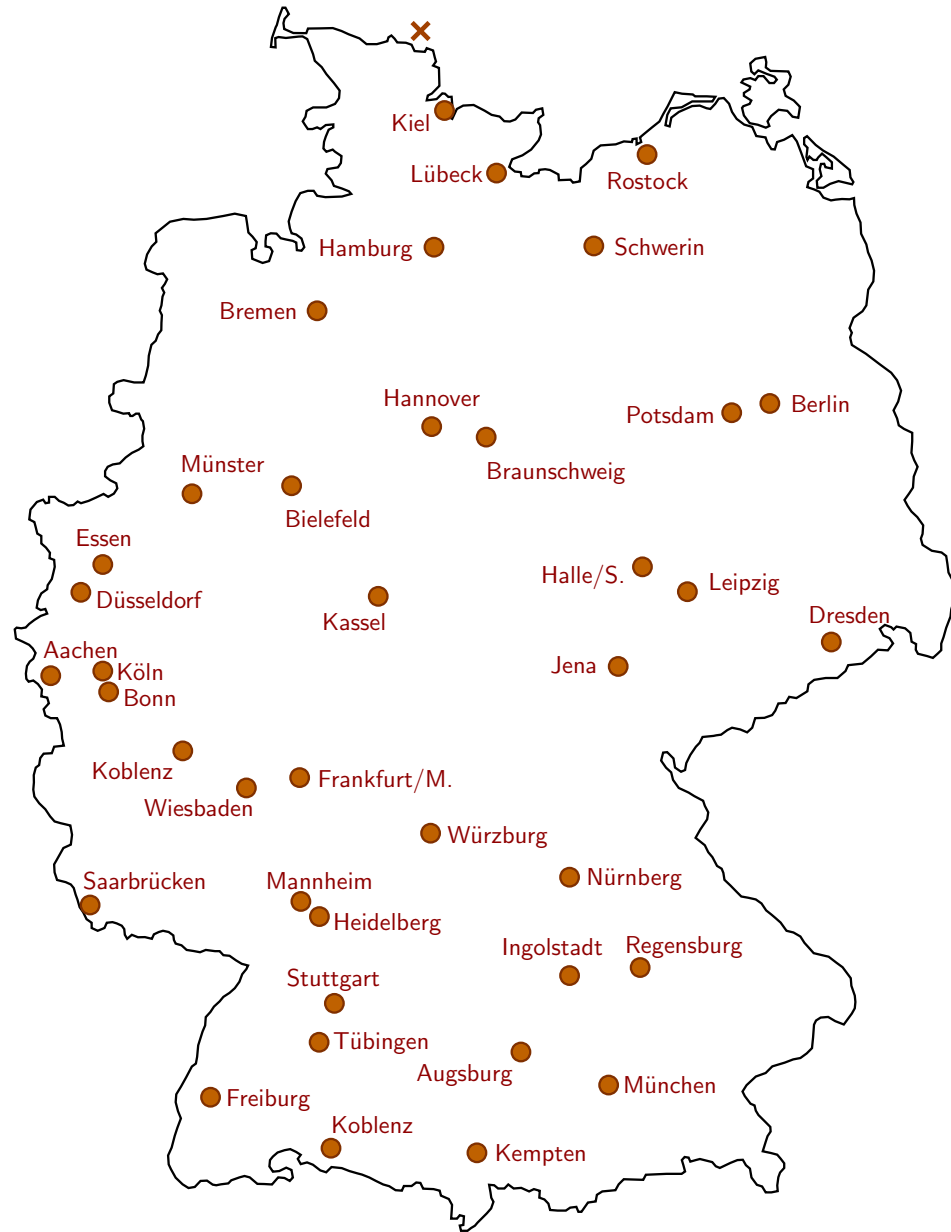 Kiel
Lübeck
Rostock
Hamburg
Schwerin
Bremen
Hannover
Potsdam
Berlin
Braunschweig
Münster
Bielefeld
Essen
Halle/S.
Leipzig
Düsseldorf
Kassel
Dresden
Aachen
Köln
Jena
Bonn
Koblenz
Frankfurt/M.
Wiesbaden
Würzburg
Saarbrücken
Mannheim
Nürnberg
Heidelberg
Ingolstadt
Regensburg
Stuttgart
Tübingen
Augsburg
München
Freiburg
Koblenz
Kempten